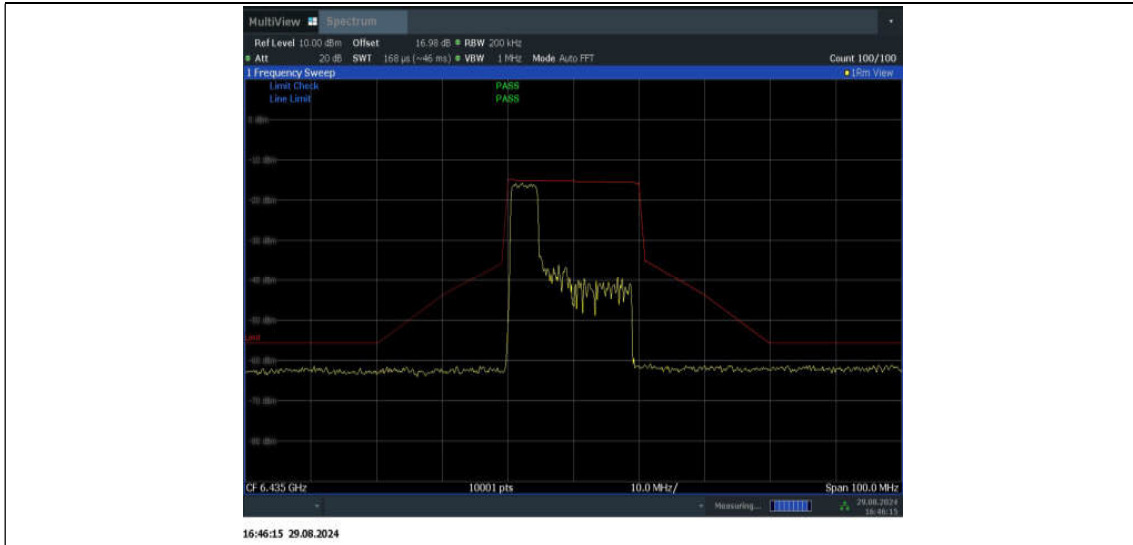 MultiView Spectrum
Ref Level 10.00 dBm Offset 16.98 dB RBW 200 kHz
Att 20 dB SWT 168 µs (~46 ms) VBW 1 MHz Mode Auto FFT Count 100/100
1 Frequency Sweep 1Rm View
Limit Check PASS
Line Limit PASS
0 dBm
-10 dBm
-20 dBm
-30 dBm
-40 dBm
-50 dBm
-60 dBm
-70 dBm
-80 dBm
CF 6.435 GHz 10001 pts 10.0 MHz/ Span 100.0 MHz
Measuring... 29.08.2024
16:46:15
16:46:15 29.08.2024